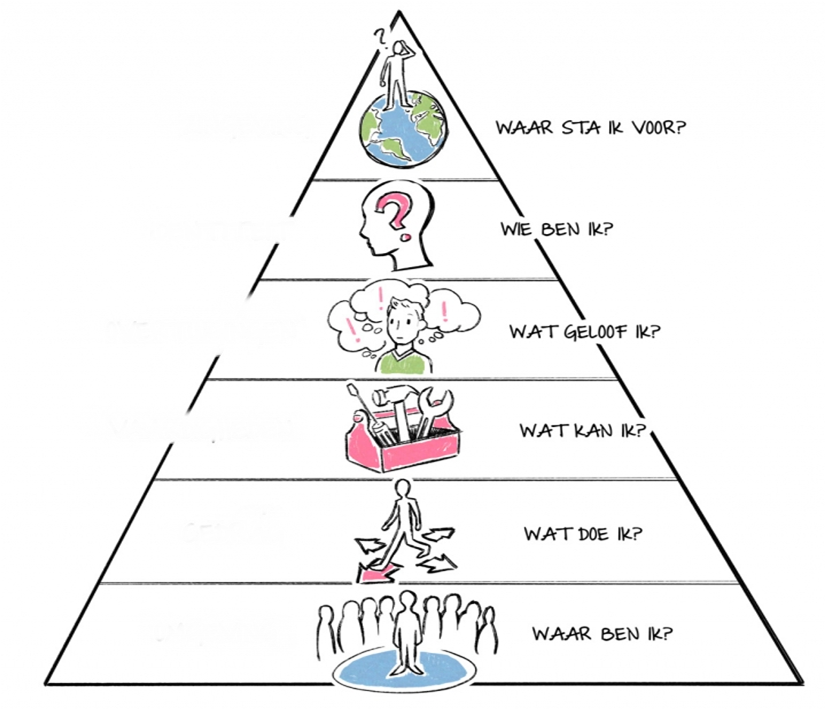 ?
WAAR STA IK VOOR?
?
WIE BEN IK?
! ! !
WAT GELOOF IK?
WAT KAN IK?
WAT DOE IK?
WAAR BEN IK?